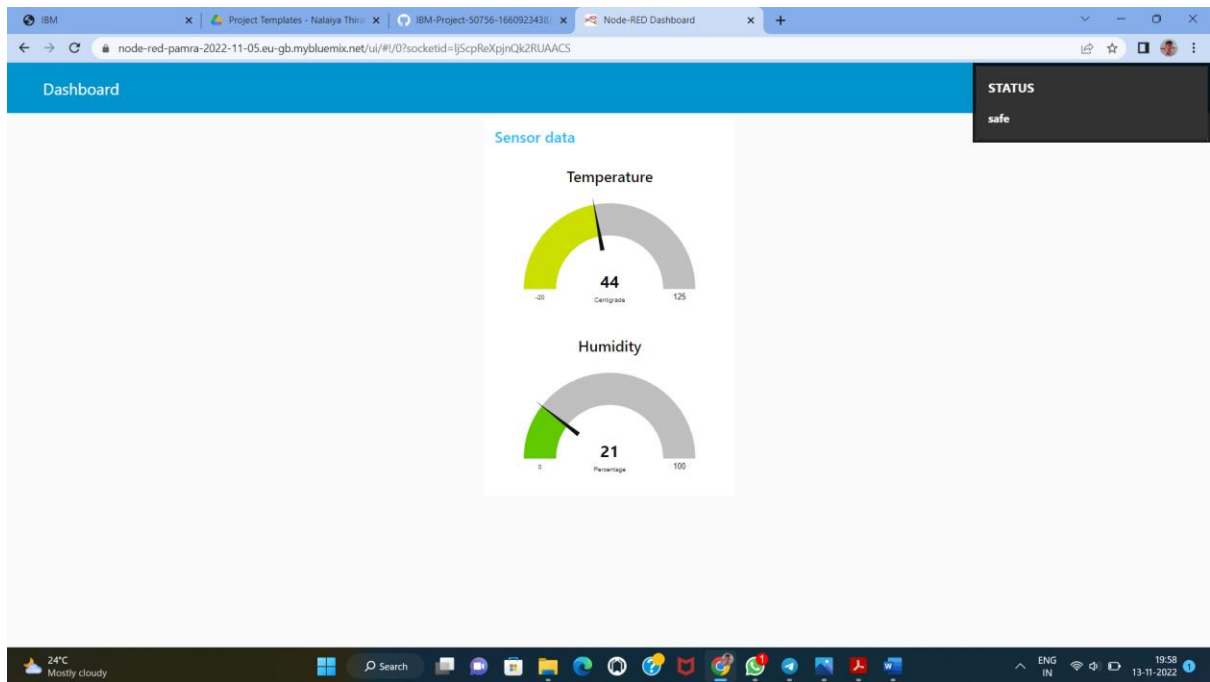 IBM
Project Templates - Nalaiya Thira
IBM-Project-50756-1660923438/
Node-RED Dashboard
node-red-pamra-2022-11-05.eu-gb.mybluemix.net/ui/#!/0?socketid=ljScpReXpjnQk2RUAACS
Dashboard
STATUS
safe
Sensor data
Temperature
44
-20 Centigrade 125
Humidity
21
0 Percentage 100
24°C
Mostly cloudy
Search
ENG
IN
19:58
13-11-2022
1